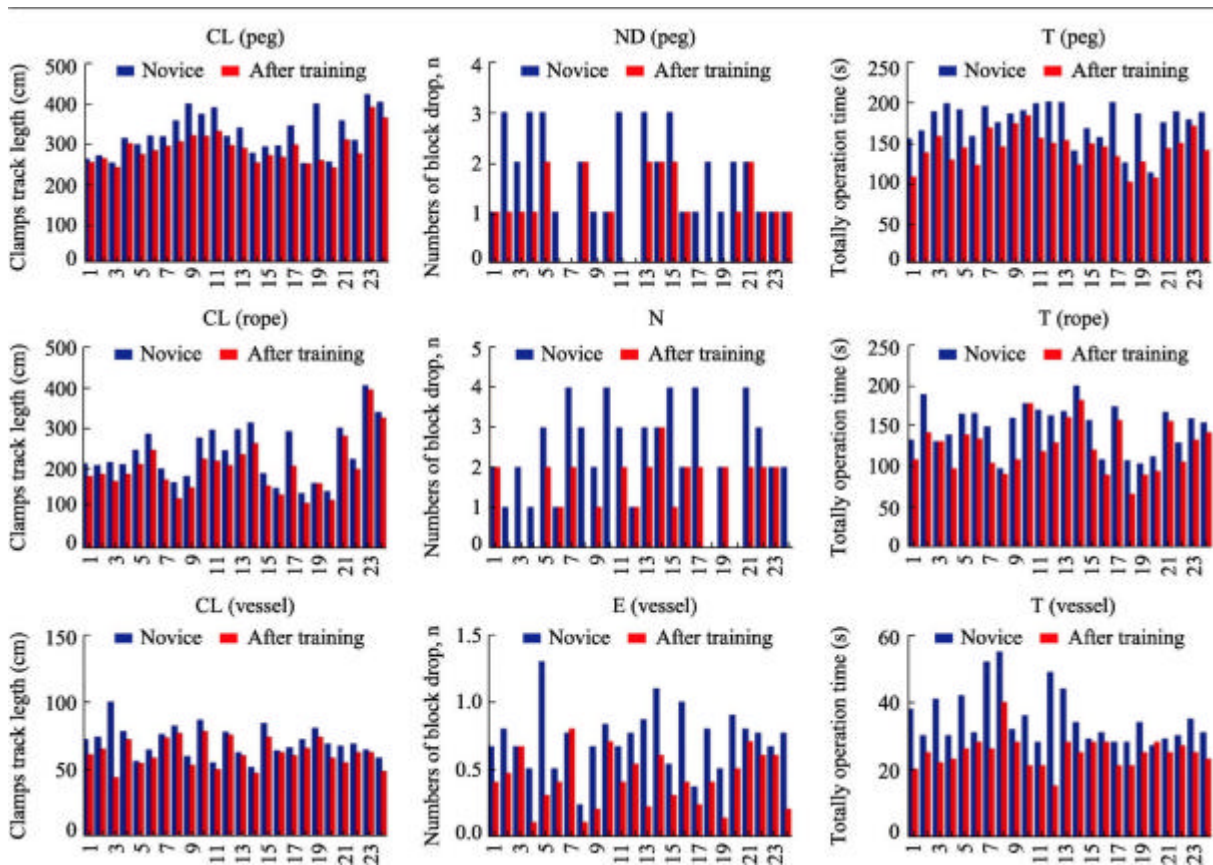 CL (peg)
Novice After training
Clamps track legth (cm)
500
400
300
200
100
0
1 3 5 7 9 11 13 15 17 19 21 23
ND (peg)
Novice After training
Numbers of block drop, n
4
3
2
1
0
1 3 5 7 9 11 13 15 17 19 21 23
T (peg)
Novice After training
Totally operation time (s)
250
200
150
100
50
0
1 3 5 7 9 11 13 15 17 19 21 23
CL (rope)
Novice After training
Clamps track legth (cm)
500
400
300
200
100
0
1 3 5 7 9 11 13 15 17 19 21 23
N
Novice After training
Numbers of block drop, n
5
4
3
2
1
0
1 3 5 7 9 11 13 15 17 19 21 23
T (rope)
Novice After training
Totally operation time (s)
250
200
150
100
50
0
1 3 5 7 9 11 13 15 17 19 21 23
CL (vessel)
Novice After training
Clamps track legth (cm)
150
100
50
0
1 3 5 7 9 11 13 15 17 19 21 23
E (vessel)
Novice After training
Numbers of block drop, n
1.5
1.0
0.5
0.0
1 3 5 7 9 11 13 15 17 19 21 23
T (vessel)
Novice After training
Totally operation time (s)
60
40
20
0
1 3 5 7 9 11 13 15 17 19 21 23